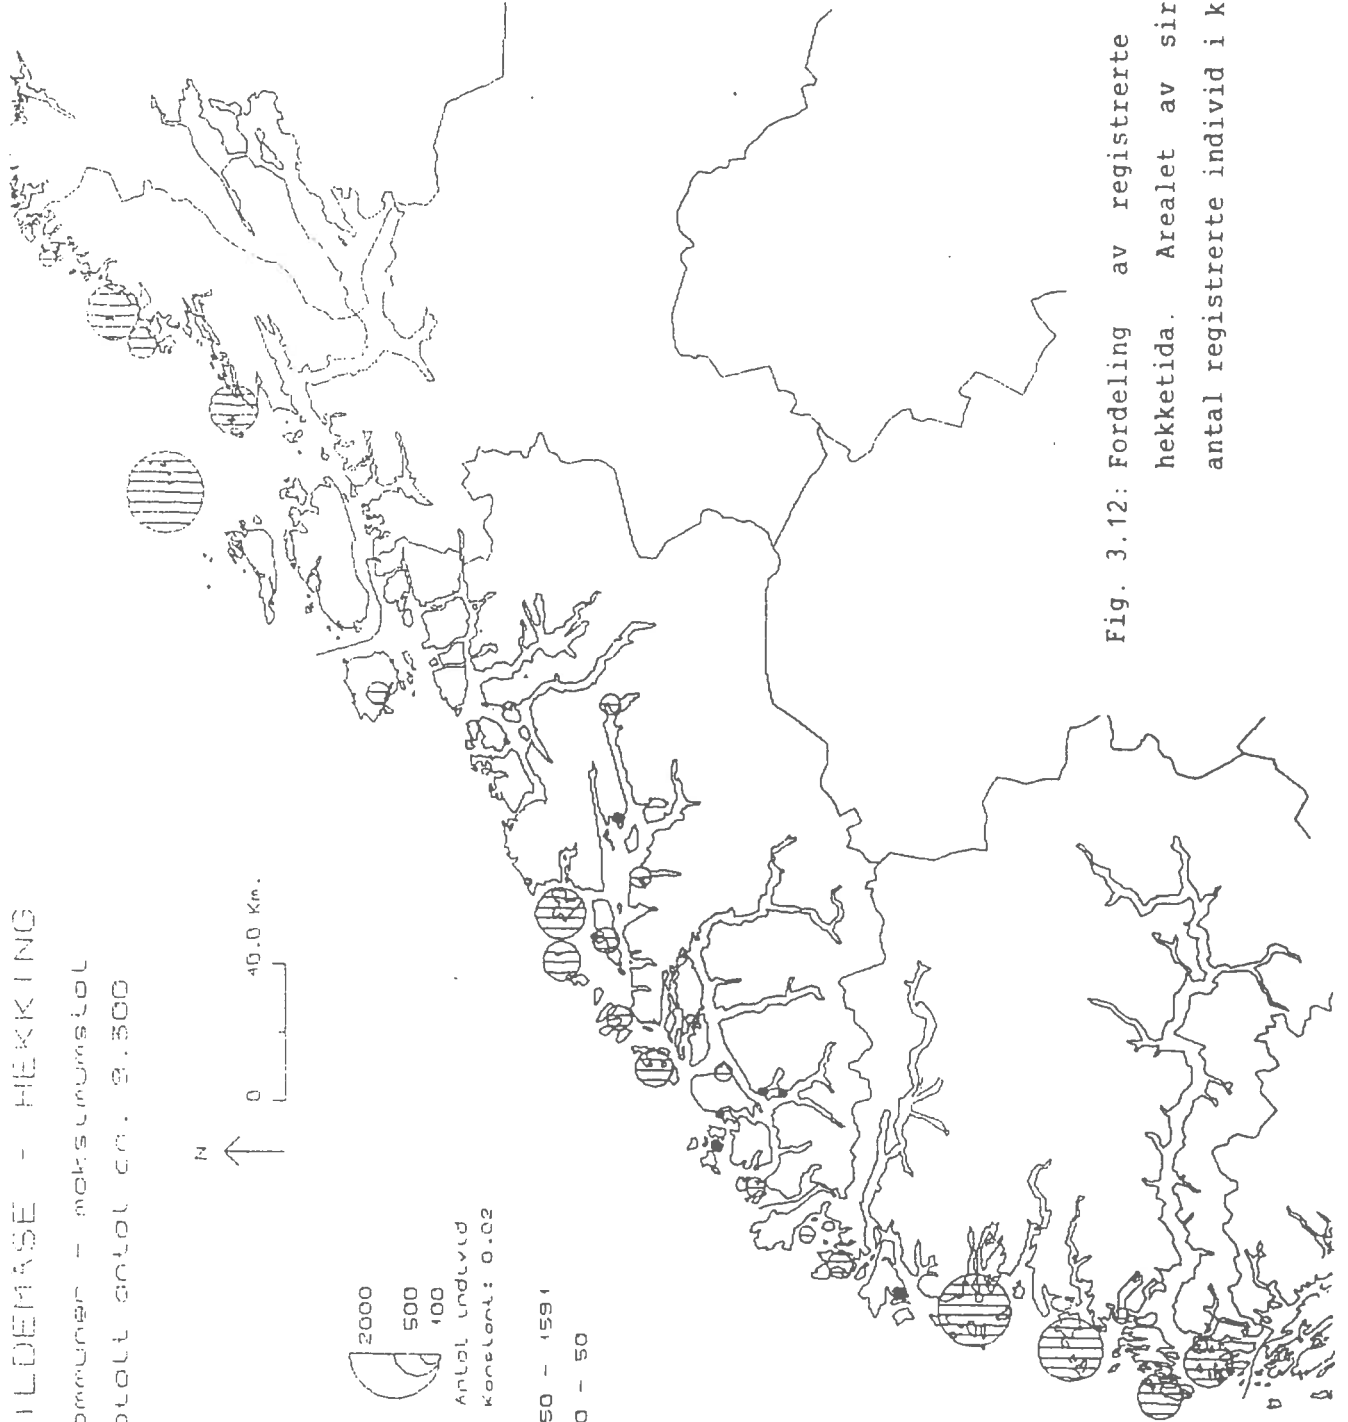 ILDEMÅSE - HEKKING
ommuner - maksimumstal
otalt antal ca. 9.300
N
0 40.0 Km.
2000
500
100
Antal individ
Konstant: 0.02
50 - 1591
0 - 50
Fig. 3.12: Fordeling av registrerte
hekketida. Arealet av sir
antal registrerte individ i k